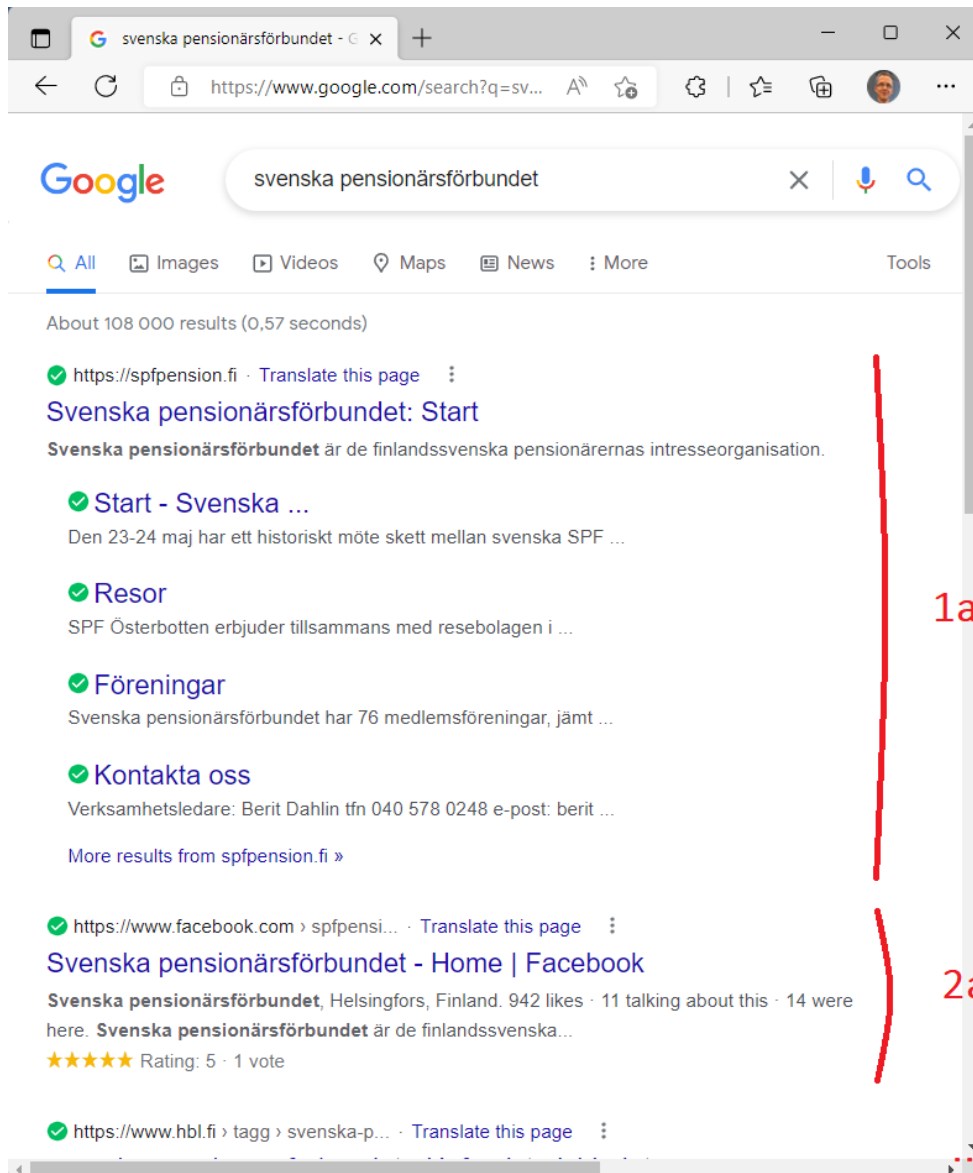 svenska pensionärsförbundet - G
https://www.google.com/search?q=sv...
Google
svenska pensionärsförbundet
All Images Videos Maps News More Tools
About 108 000 results (0,57 seconds)
https://spfpension.fi · Translate this page
Svenska pensionärsförbundet: Start
Svenska pensionärsförbundet är de finlandssvenska pensionärernas intresseorganisation.
Start - Svenska ...
Den 23-24 maj har ett historiskt möte skett mellan svenska SPF ...
Resor
SPF Österbotten erbjuder tillsammans med resebolagen i ...
1a
Föreningar
Svenska pensionärsförbundet har 76 medlemsföreningar, jämt ...
Kontakta oss
Verksamhetsledare: Berit Dahlin tfn 040 578 0248 e-post: berit ...
More results from spfpension.fi »
https://www.facebook.com › spfpensi... · Translate this page
Svenska pensionärsförbundet - Home | Facebook
2a
Svenska pensionärsförbundet, Helsingfors, Finland. 942 likes · 11 talking about this · 14 were
here. Svenska pensionärsförbundet är de finlandssvenska...
Rating: 5 · 1 vote
https://www.hbl.fi › tagg › svenska-p... · Translate this page